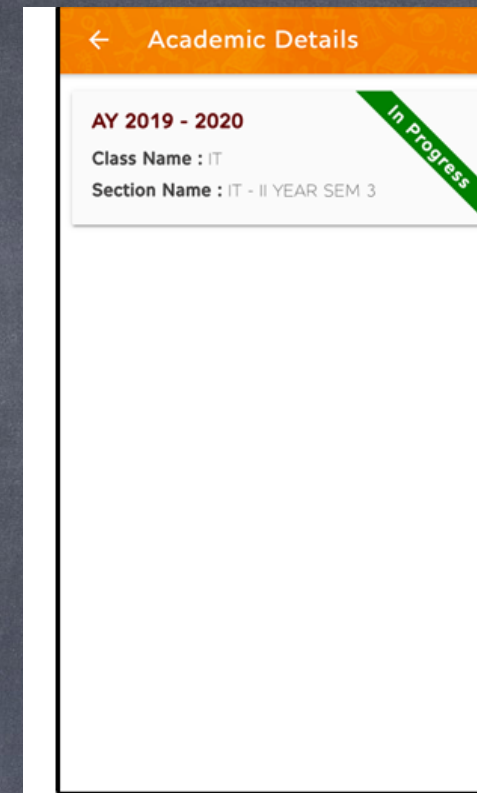 Academic Details
AY 2019 - 2020
In Progress
Class Name : IT
Section Name : IT - II YEAR SEM 3